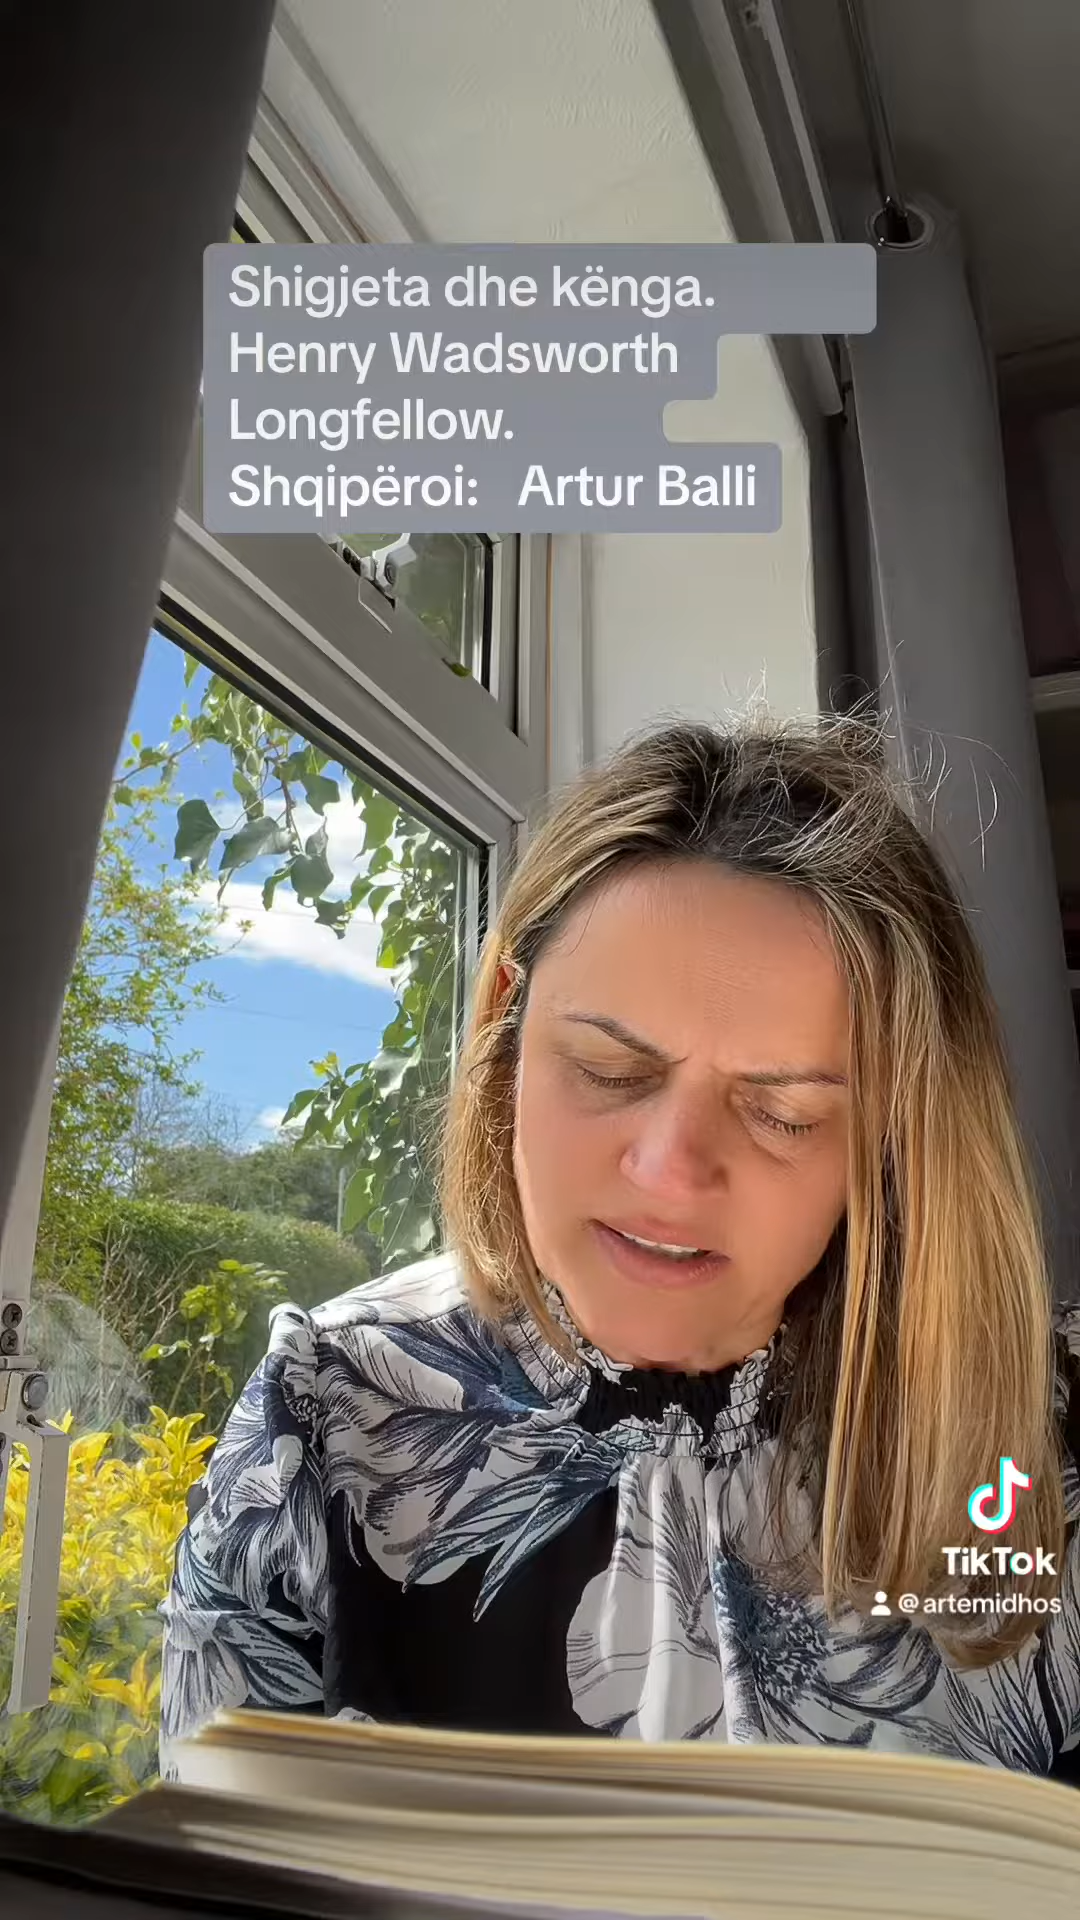 Shigjeta dhe kënga.
Henry Wadsworth
Longfellow.
Shqipëroi:   Artur Balli
TikTok
@artemidhos